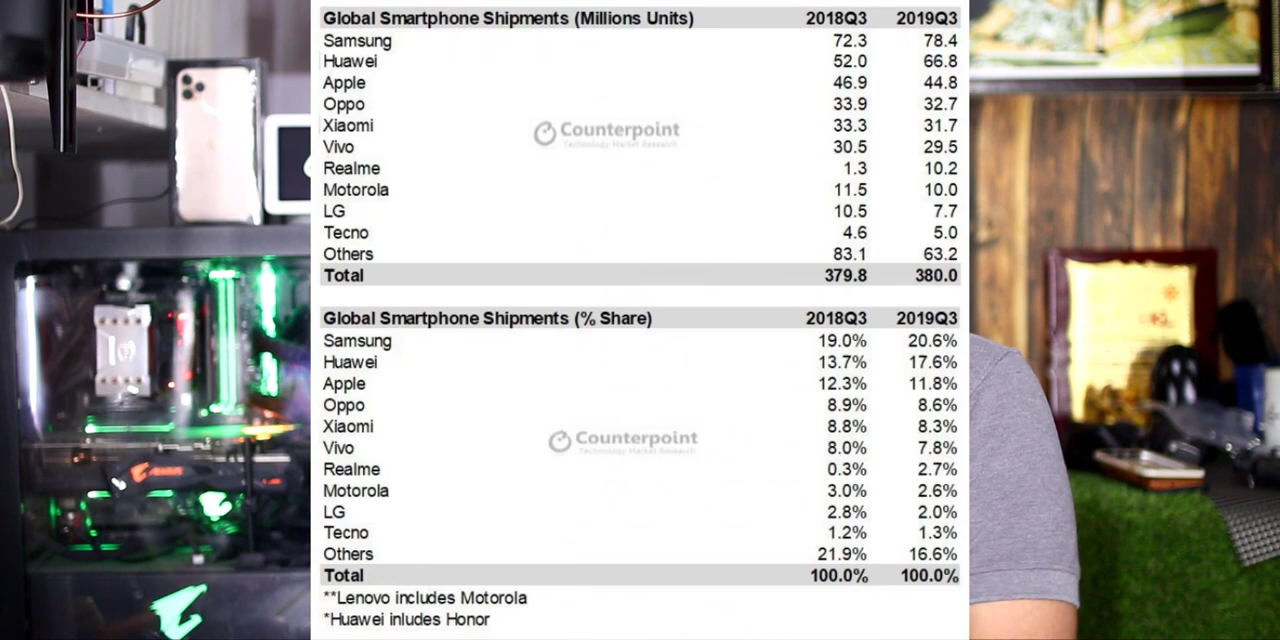 Global Smartphone Shipments (Millions Units) 2018Q3 2019Q3
Samsung 72.3 78.4
Huawei 52.0 66.8
Apple 46.9 44.8
Oppo 33.9 32.7
Xiaomi 33.3 31.7
Vivo 30.5 29.5
Realme 1.3 10.2
Motorola 11.5 10.0
LG 10.5 7.7
Tecno 4.6 5.0
Others 83.1 63.2
Total 379.8 380.0
Counterpoint
Technology Market Research
Global Smartphone Shipments (% Share) 2018Q3 2019Q3
Samsung 19.0% 20.6%
Huawei 13.7% 17.6%
Apple 12.3% 11.8%
Oppo 8.9% 8.6%
Xiaomi 8.8% 8.3%
Vivo 8.0% 7.8%
Realme 0.3% 2.7%
Motorola 3.0% 2.6%
LG 2.8% 2.0%
Tecno 1.2% 1.3%
Others 21.9% 16.6%
Total 100.0% 100.0%
Counterpoint
Technology Market Research
**Lenovo includes Motorola
*Huawei inludes Honor